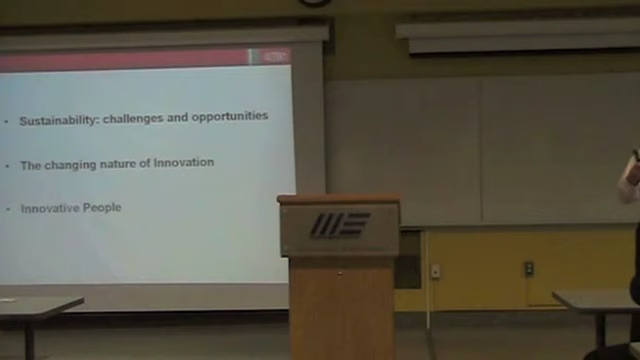 Sustainability: challenges and opportunities
The changing nature of Innovation
Innovative People